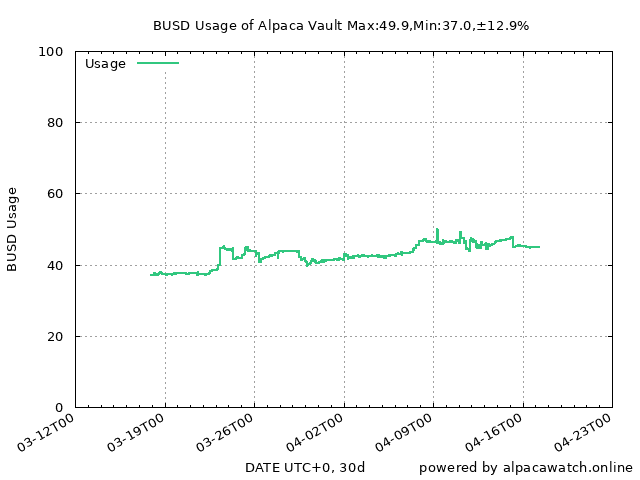 BUSD Usage of Alpaca Vault Max:49.9,Min:37.0,±12.9%
100
Usage
80
60
BUSD Usage
40
20
0
03-12T00
03-19T00
03-26T00
04-02T00
04-09T00
04-16T00
04-23T00
DATE UTC+0, 30d
powered by alpacawatch.online